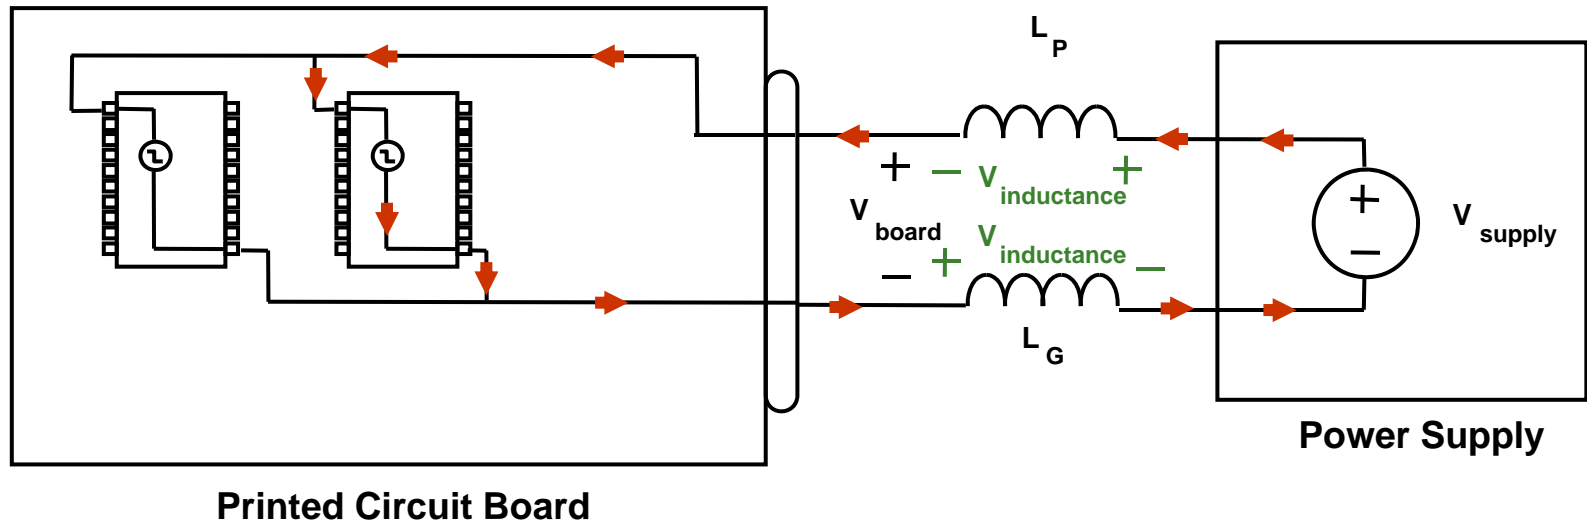 L P
+ − V inductance +
V board
+ V inductance −
−
L G
+
−
V supply
Power Supply
Printed Circuit Board